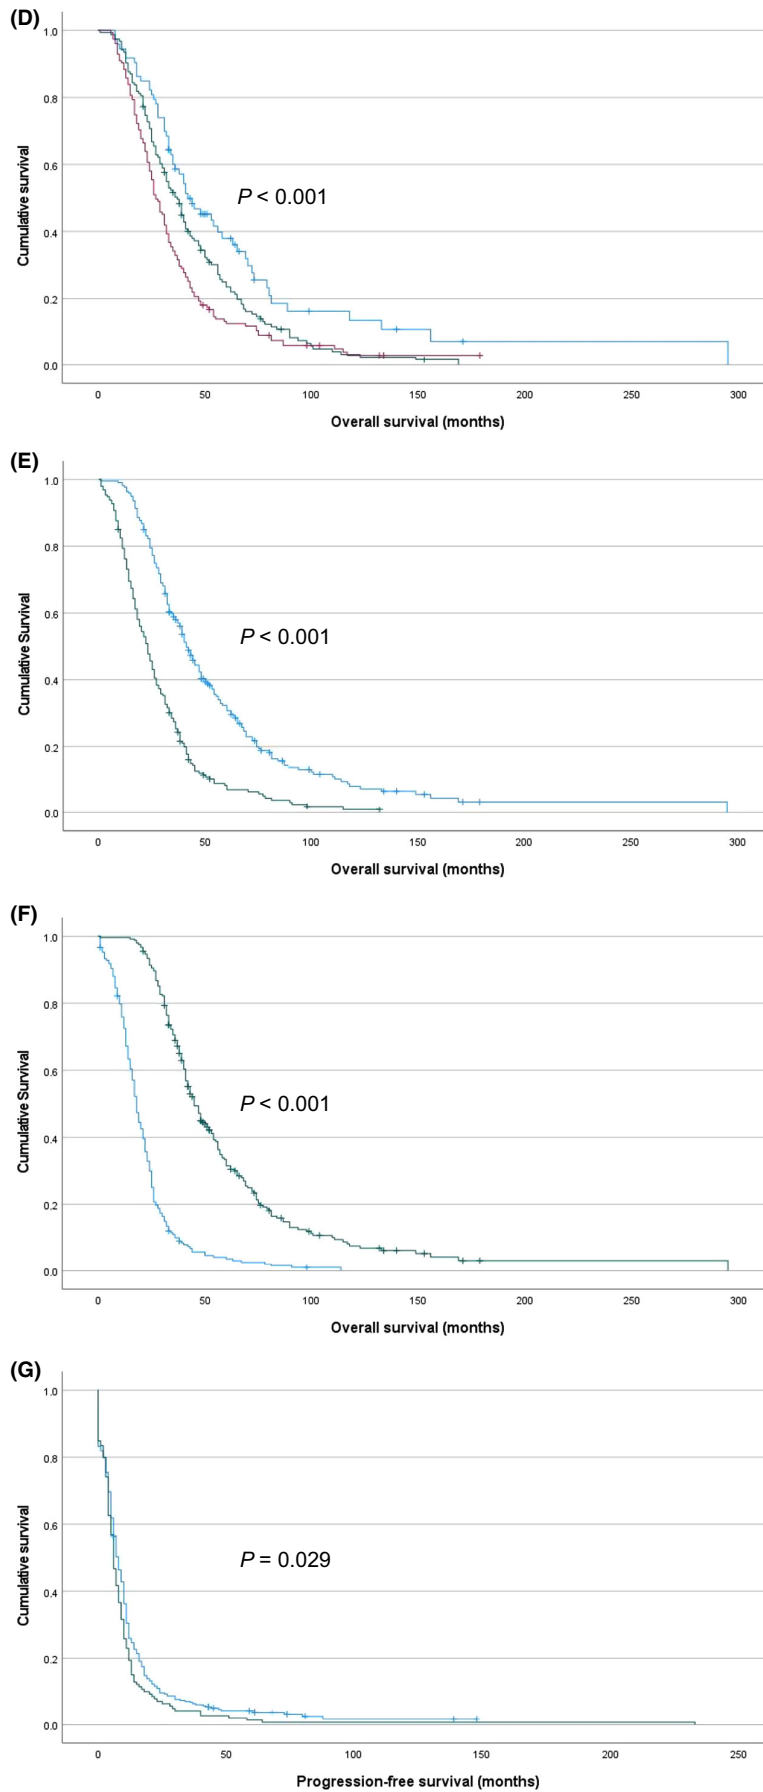 (D)
1.0
0.8
0.6
0.4
0.2
0.0
Cumulative survival
P < 0.001
0 50 100 150 200 250 300
Overall survival (months)
(E)
1.0
0.8
0.6
0.4
0.2
0.0
Cumulative Survival
P < 0.001
0 50 100 150 200 250 300
Overall survival (months)
(F)
1.0
0.8
0.6
0.4
0.2
0.0
Cumulative Survival
P < 0.001
0 50 100 150 200 250 300
Overall survival (months)
(G)
1.0
0.8
0.6
0.4
0.2
0.0
Cumulative survival
P = 0.029
0 50 100 150 200 250
Progression-free survival (months)